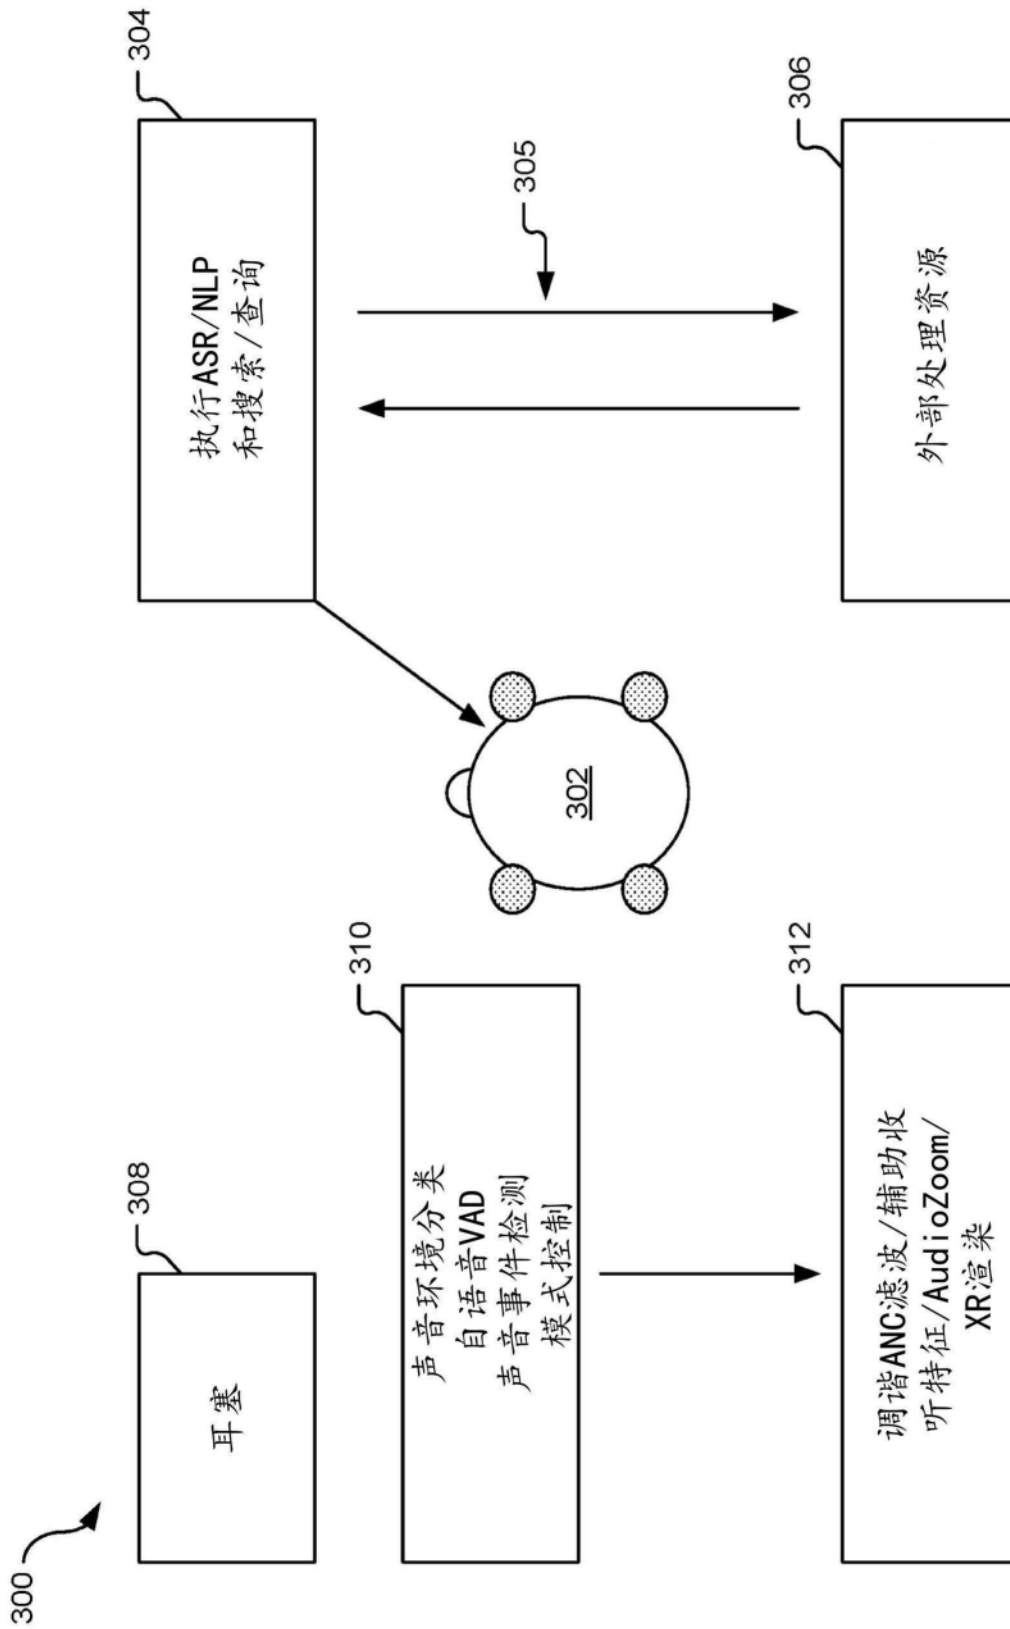 300
308
耳塞
310
声音环境分类
自语音VAD
声音事件检测
模式控制
312
调谐ANC滤波/辅助收
听特征/AudioZoom/
XR渲染
302
304
执行ASR/NLP
和搜索/查询
305
306
外部处理资源